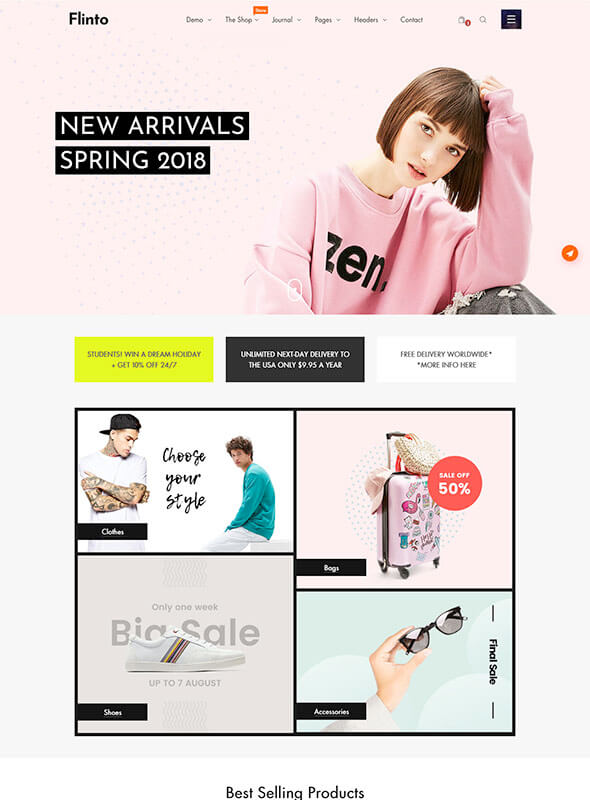 Flinto
Demo
The Shop
Journal
Pages
Headers
Contact
NEW ARRIVALS
SPRING 2018
zen.
STUDENTS! WIN A DREAM HOLIDAY
+ GET 10% OFF 24/7
UNLIMITED NEXT-DAY DELIVERY TO
THE USA ONLY $9.95 A YEAR
FREE DELIVERY WORLDWIDE*
*MORE INFO HERE
Choose
your
Style
Clothes
SALE OFF
50%
Bags
Only one week
Big Sale
UP TO 7 AUGUST
Shoes
Final Sale
Accessories
Best Selling Products